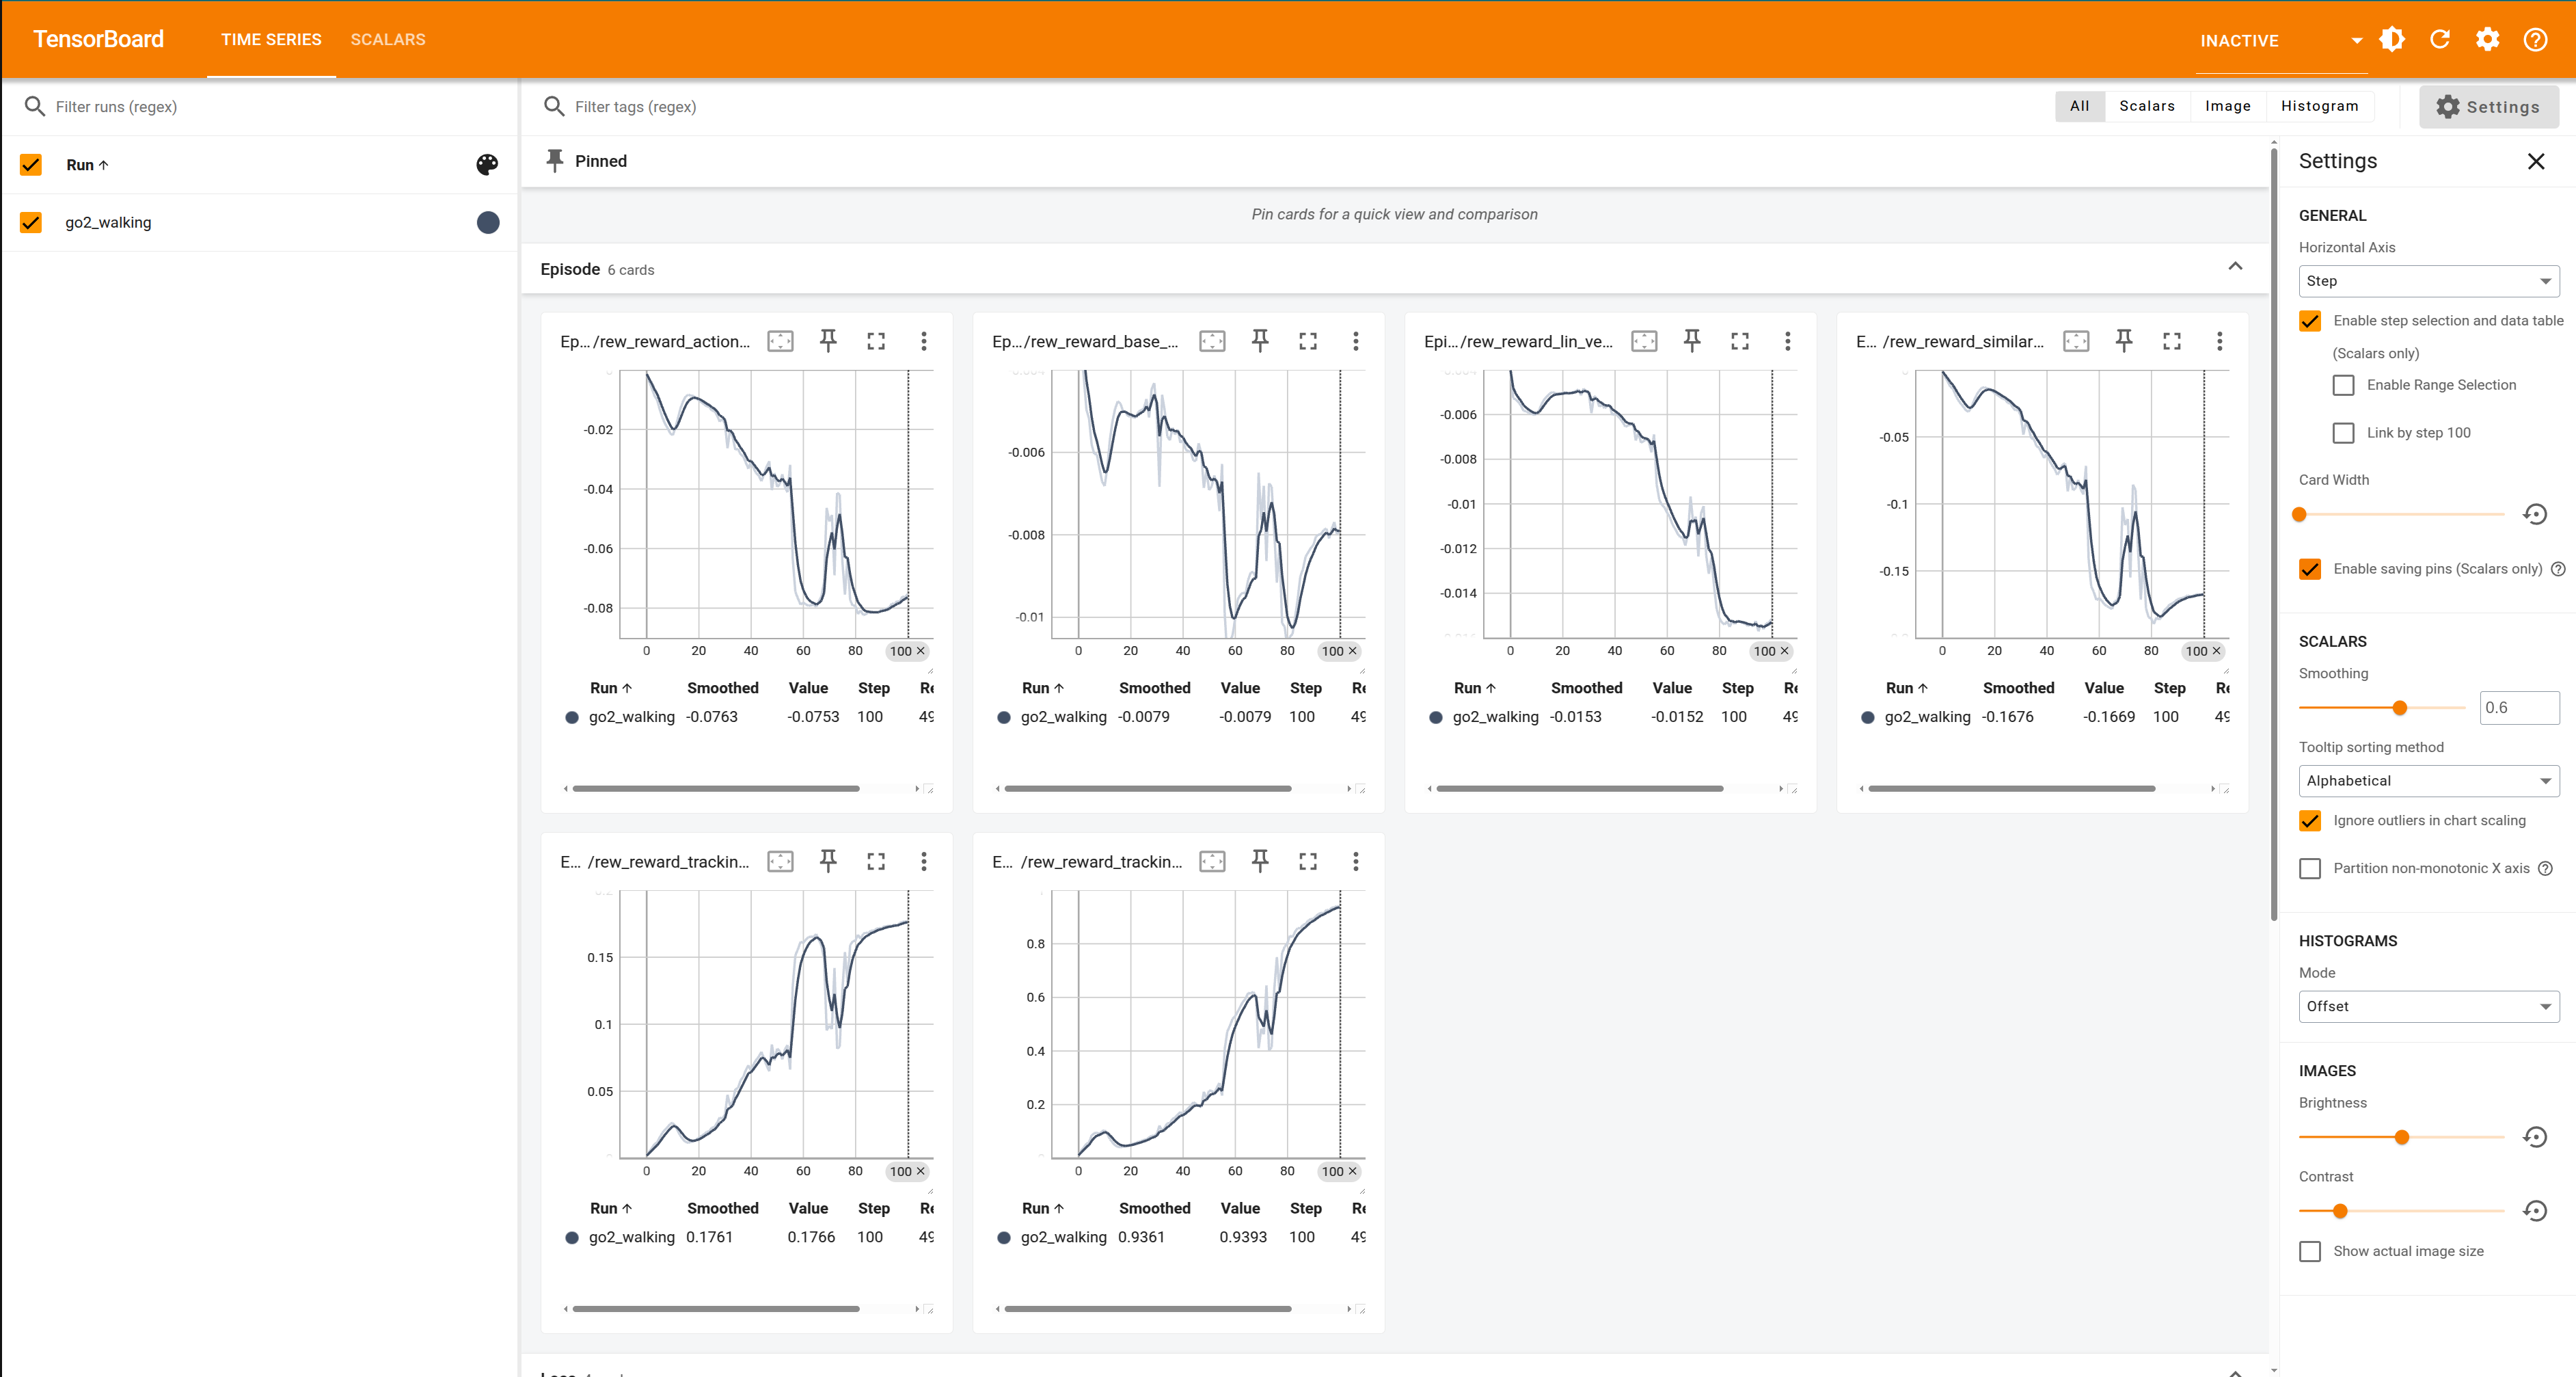 TensorBoard
TIME SERIES
SCALARS
INACTIVE
Filter runs (regex)
Filter tags (regex)
All
Scalars
Image
Histogram
Settings
Run
go2_walking
Pinned
Pin cards for a quick view and comparison
Episode 6 cards
Ep... /rew_reward_action...
-0.02
-0.04
-0.06
-0.08
0 20 40 60 80 100
Run Smoothed Value Step
go2_walking -0.0763 -0.0753 100 49
Ep... /rew_reward_base_...
-0.006
-0.008
-0.01
0 20 40 60 80 100
Run Smoothed Value Step
go2_walking -0.0079 -0.0079 100 49
Epi... /rew_reward_lin_ve...
-0.006
-0.008
-0.01
-0.012
-0.014
0 20 40 60 80 100
Run Smoothed Value Step
go2_walking -0.0153 -0.0152 100 49
E... /rew_reward_similar...
-0.05
-0.1
-0.15
0 20 40 60 80 100
Run Smoothed Value Step
go2_walking -0.1676 -0.1669 100 49
E... /rew_reward_trackin...
0.15
0.1
0.05
0 20 40 60 80 100
Run Smoothed Value Step
go2_walking 0.1761 0.1766 100 49
E... /rew_reward_trackin...
0.8
0.6
0.4
0.2
0 20 40 60 80 100
Run Smoothed Value Step
go2_walking 0.9361 0.9393 100 49
Settings
GENERAL
Horizontal Axis
Step
Enable step selection and data table
(Scalars only)
Enable Range Selection
Link by step 100
Card Width
Enable saving pins (Scalars only)
SCALARS
Smoothing
0.6
Tooltip sorting method
Alphabetical
Ignore outliers in chart scaling
Partition non-monotonic X axis
HISTOGRAMS
Mode
Offset
IMAGES
Brightness
Contrast
Show actual image size